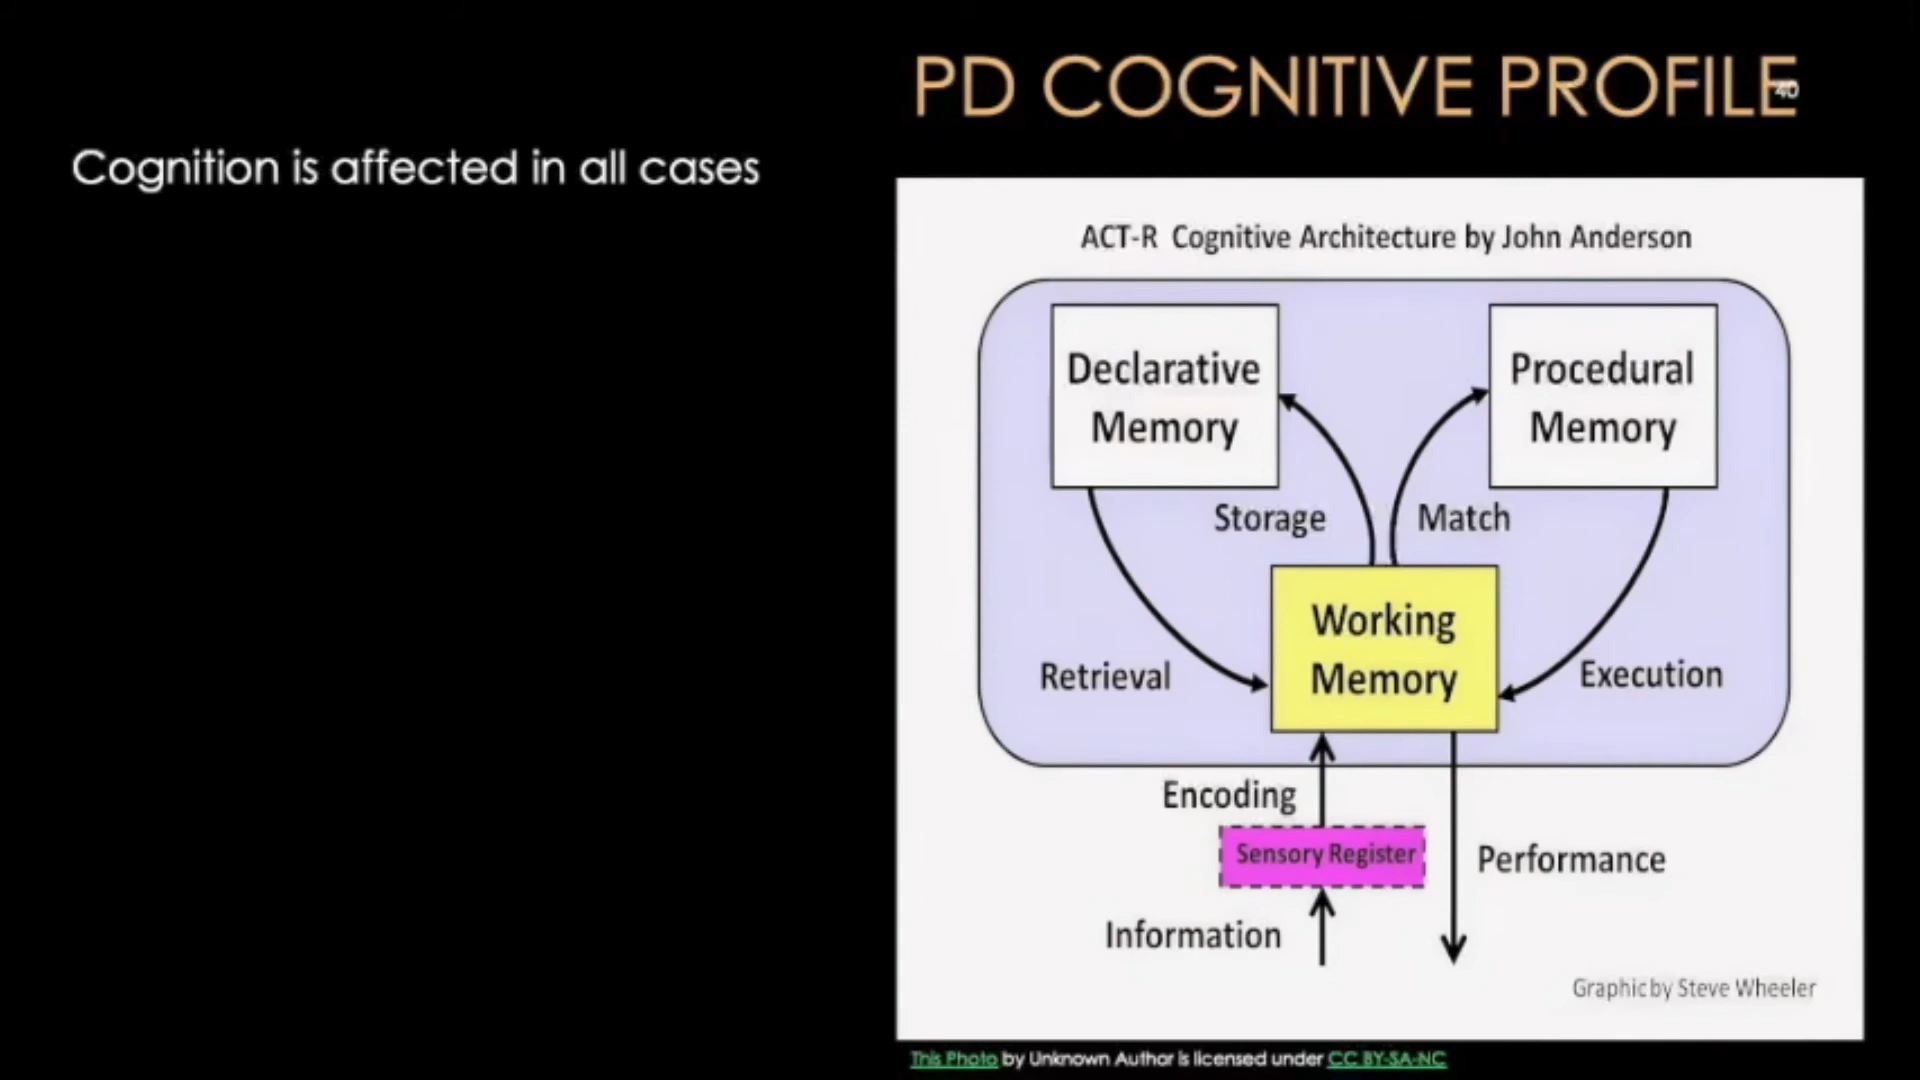 PD COGNITIVE PROFILE
40
Cognition is affected in all cases
ACT-R Cognitive Architecture by John Anderson
Declarative
Memory
Procedural
Memory
Storage
Match
Working
Memory
Retrieval
Execution
Encoding
Sensory Register
Performance
Information
Graphic by Steve Wheeler
This Photo by Unknown Author is licensed under CC BY-SA-NC